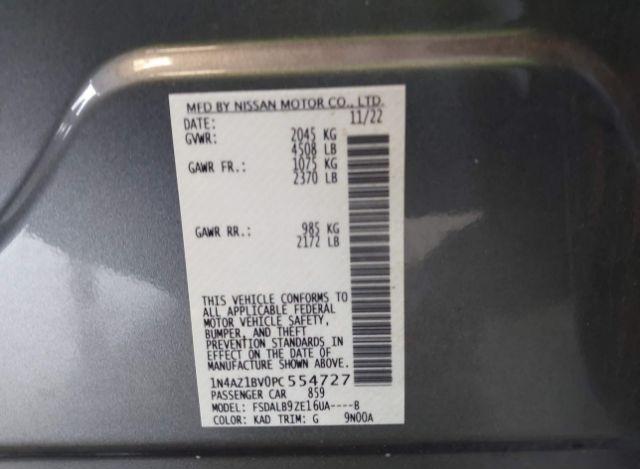 MFD BY NISSAN MOTOR CO., LTD.
DATE: 11/22
GVWR: 2045 KG
4508 LB
GAWR FR.: 1075 KG
2370 LB
GAWR RR.: 985 KG
2172 LB
THIS VEHICLE CONFORMS TO
ALL APPLICABLE FEDERAL
MOTOR VEHICLE SAFETY,
BUMPER, AND THEFT
PREVENTION STANDARDS IN
EFFECT ON THE DATE OF
MANUFACTURE SHOWN ABOVE.
1N4AZ1BV0PC554727
PASSENGER CAR 859
MODEL: FSDALB9ZE16UA----B
COLOR: KAD TRIM: G 9N00A